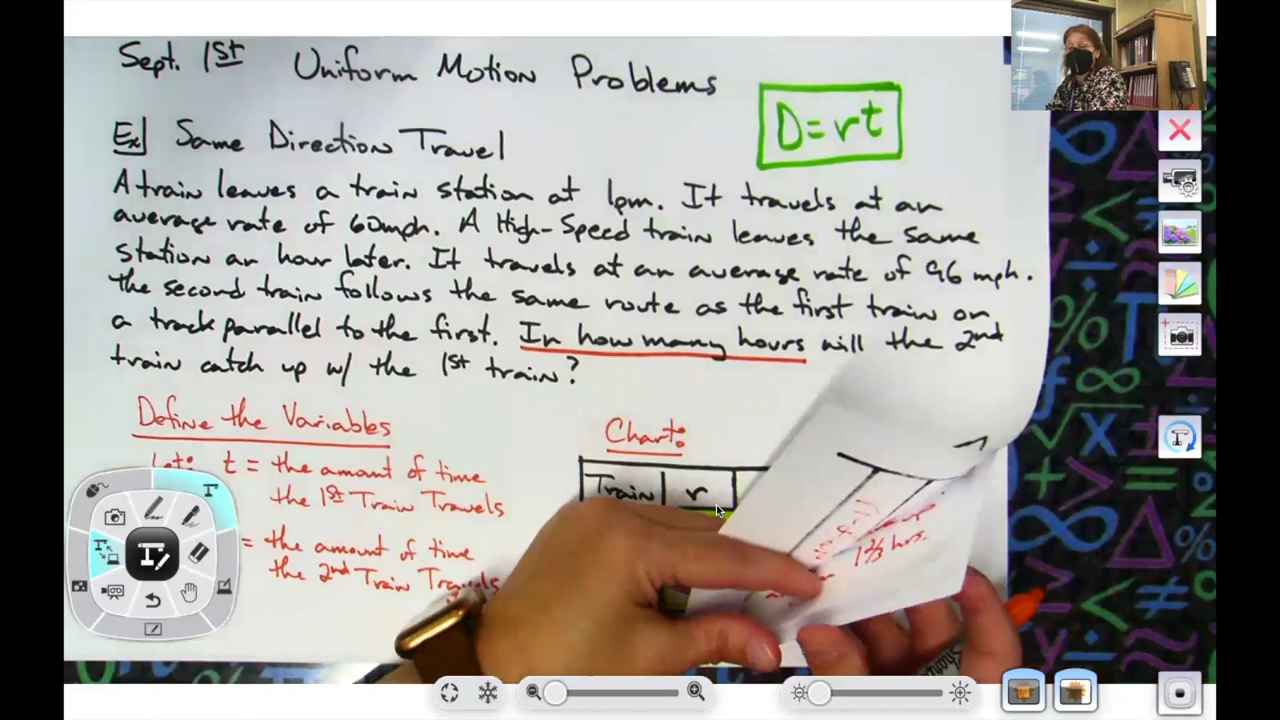 Sept. 1st Uniform Motion Problems
D=rt
Ex Same Direction Travel
A train leaves a train station at 1pm. It travels at an
average rate of 60mph. A High-Speed train leaves the same
station an hour later. It travels at an average rate of 96 mph.
The second train follows the same route as the first train on
a track parallel to the first. In how many hours will the 2nd
train catch up w/ the 1st train?
Define the Variables
Let: t = the amount of time
the 1st Train Travels
= the amount of time
the 2nd Train Travels
Chart:
Train r
1 2/3 hrs.